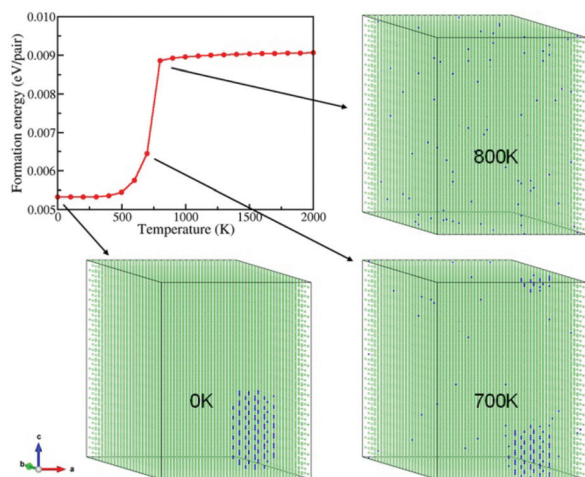 Formation energy (eV/pair)
0.010
0.009
0.008
0.007
0.006
0.005
0 500 1000 1500 2000
Temperature (K)
800K
0K
700K
c
b
a